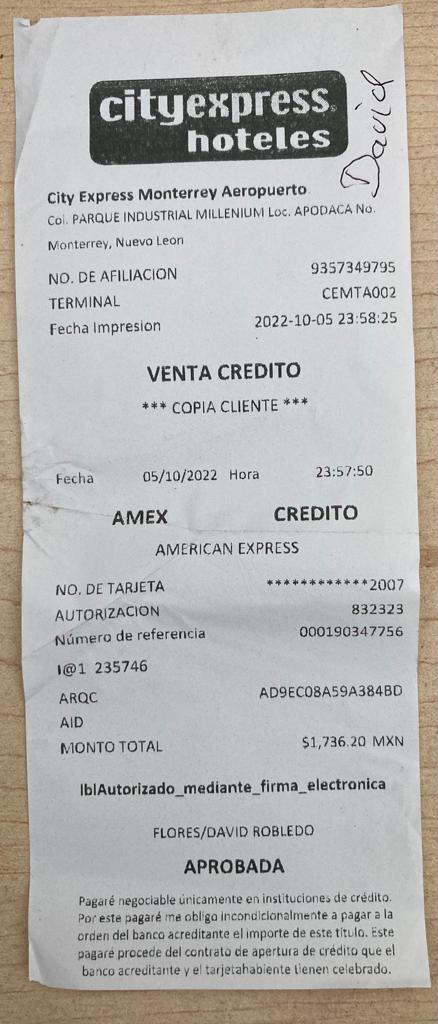 cityexpress®
hoteles
David
City Express Monterrey Aeropuerto
Col. PARQUE INDUSTRIAL MILLENIUM Loc. APODACA No.
Monterrey, Nuevo Leon
NO. DE AFILIACION 9357349795
TERMINAL CEMTA002
Fecha Impresion 2022-10-05 23:58:25
VENTA CREDITO
*** COPIA CLIENTE ***
Fecha 05/10/2022 Hora 23:57:50
AMEX CREDITO
AMERICAN EXPRESS
NO. DE TARJETA ************2007
AUTORIZACION 832323
Número de referencia 000190347756
I@1 235746
ARQC AD9EC08A59A384BD
AID
MONTO TOTAL $1,736.20 MXN
lblAutorizado_mediante_firma_electronica
FLORES/DAVID ROBLEDO
APROBADA
Pagaré negociable únicamente en instituciones de crédito.
Por este pagaré me obligo incondicionalmente a pagar a la
orden del banco acreditante el importe de este título. Este
pagaré procede del contrato de apertura de crédito que el
banco acreditante y el tarjetahabiente tienen celebrado.